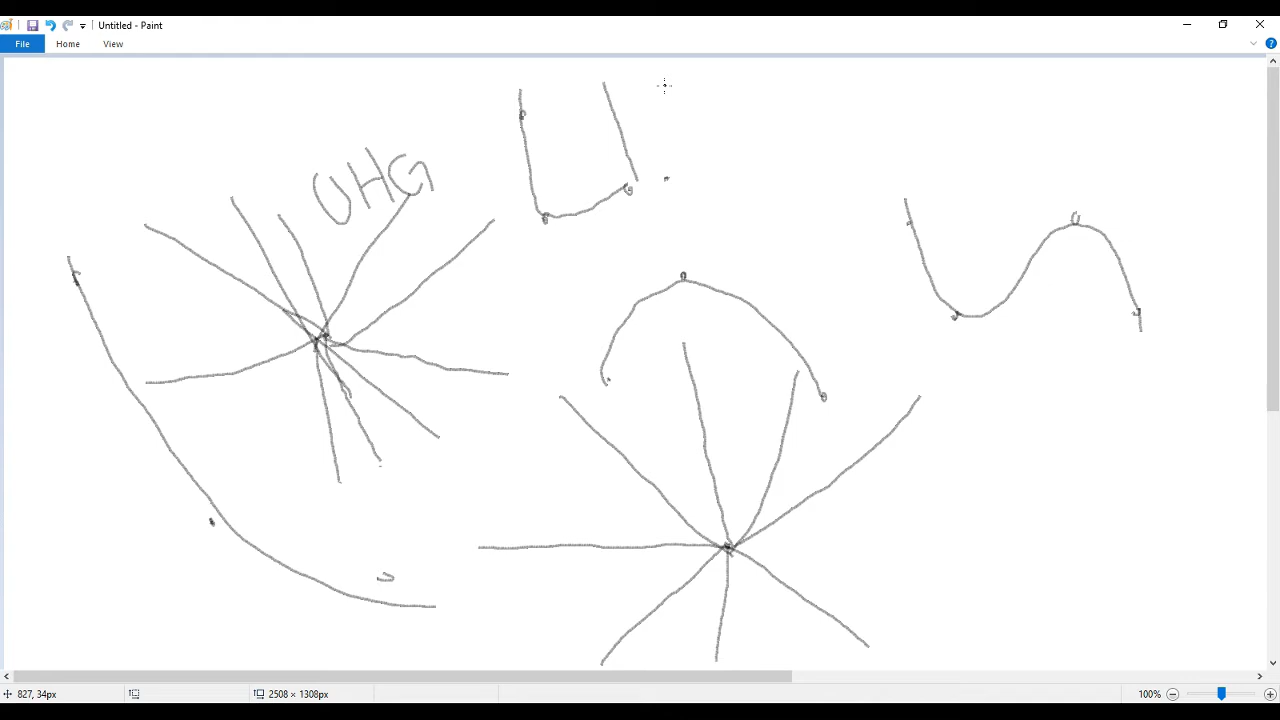 Untitled - Paint
File Home View
UHG
827, 34px 2508 × 1308px 100%